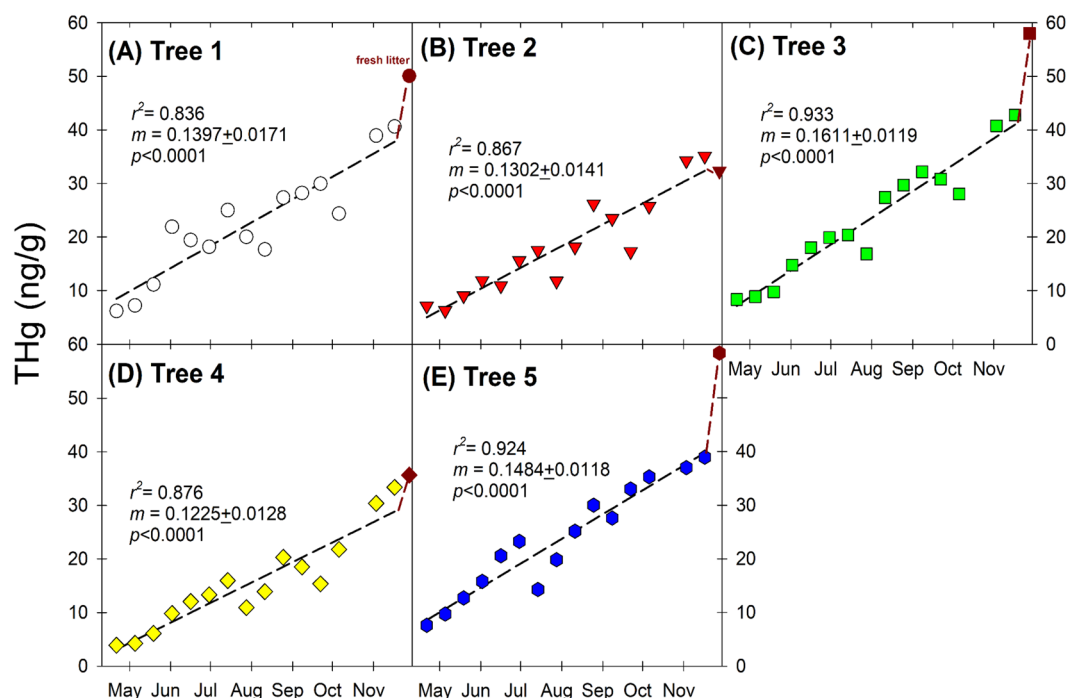 60
50
40
30
20
10
60
50
40
30
20
10
0
THg (ng/g)
(A) Tree 1
fresh litter
r²= 0.836
m = 0.1397±0.0171
p<0.0001
(B) Tree 2
r²= 0.867
m = 0.1302±0.0141
p<0.0001
(C) Tree 3
r²= 0.933
m = 0.1611±0.0119
p<0.0001
60
50
40
30
20
10
0
May Jun Jul Aug Sep Oct Nov
(D) Tree 4
r²= 0.876
m = 0.1225±0.0128
p<0.0001
May Jun Jul Aug Sep Oct Nov
(E) Tree 5
r²= 0.924
m = 0.1484±0.0118
p<0.0001
40
30
20
10
0
May Jun Jul Aug Sep Oct Nov